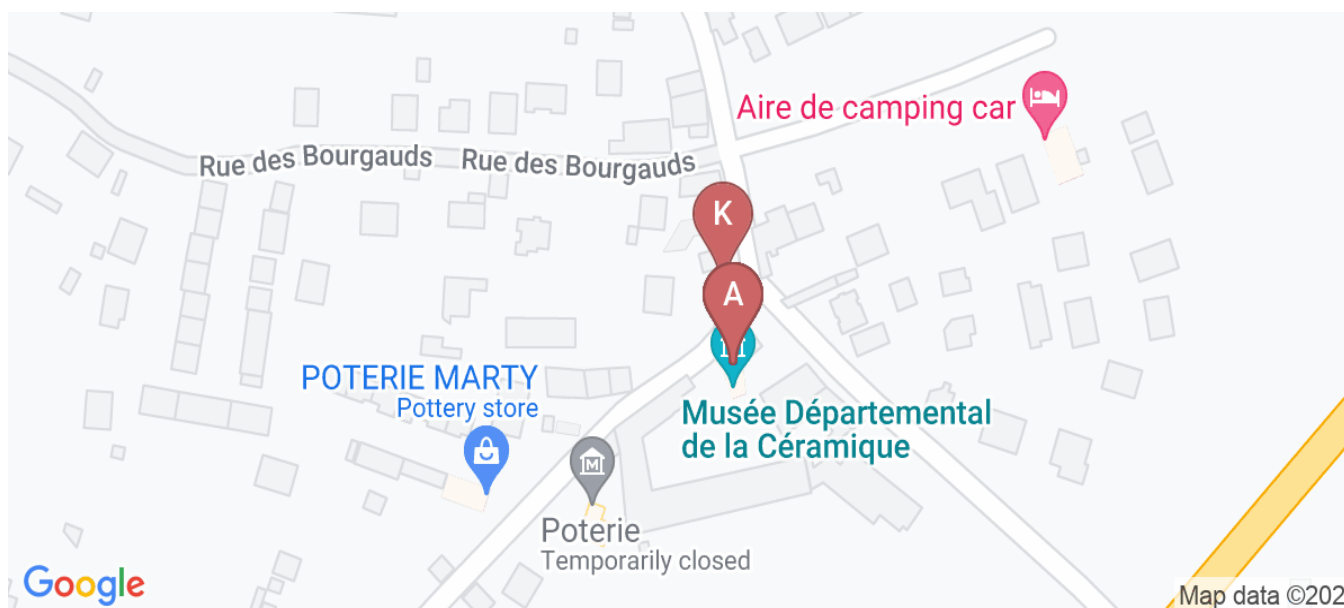 Aire de camping car
Rue des Bourgauds
Rue des Bourgauds
K
A
POTERIE MARTY
Pottery store
Musée Départemental
de la Céramique
M
Poterie
Temporarily closed
Google
Map data ©202